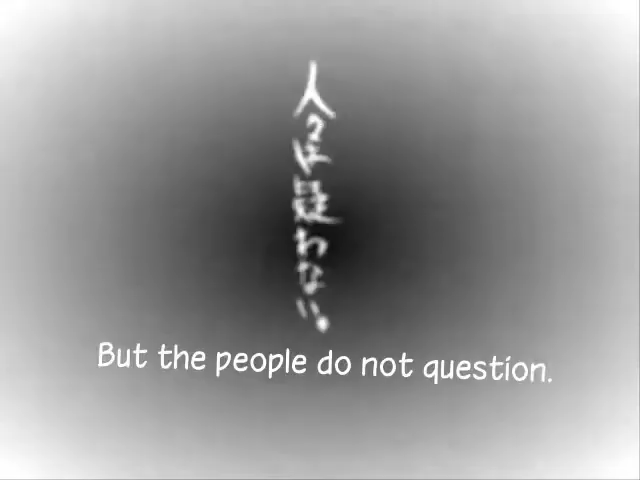 人々は疑わない。
But the people do not question.